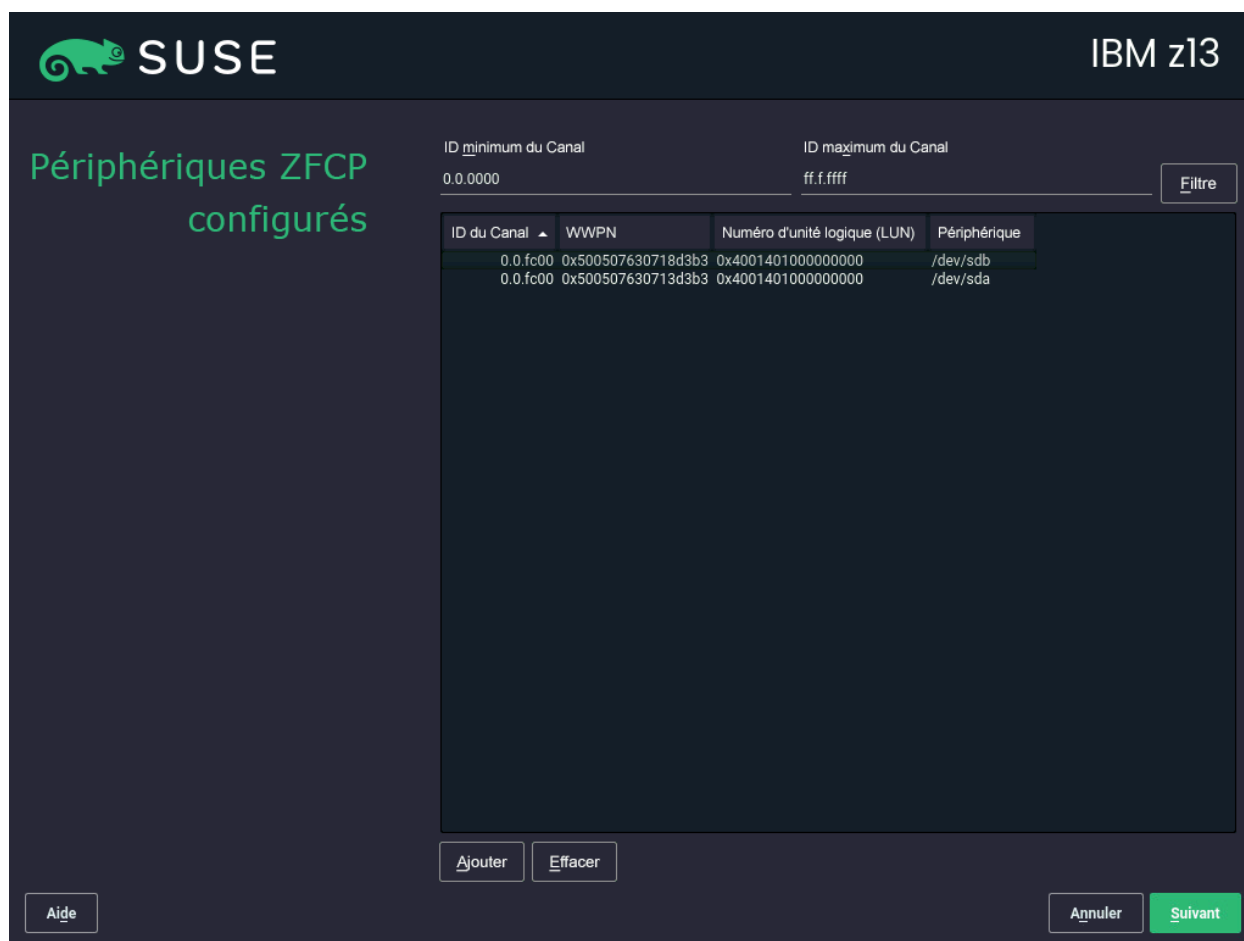 SUSE
IBM z13
Périphériques ZFCP
configurés
ID minimum du Canal
ID maximum du Canal
0.0.0000
ff.f.ffff
Filtre
ID du Canal WWPN Numéro d'unité logique (LUN) Périphérique
0.0.fc00 0x500507630718d3b3 0x4001401000000000 /dev/sdb
0.0.fc00 0x500507630713d3b3 0x4001401000000000 /dev/sda
Ajouter
Effacer
Aide
Annuler
Suivant